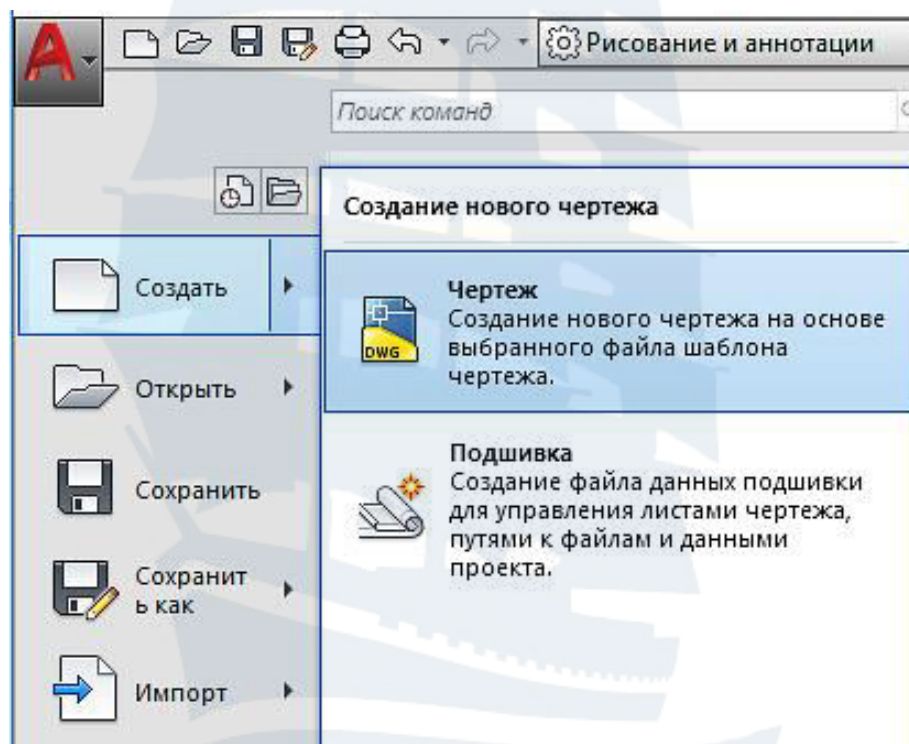 Рисование и аннотации
Поиск команд
Создание нового чертежа
Создать
Чертеж
Создание нового чертежа на основе
выбранного файла шаблона
чертежа.
DWG
Открыть
Подшивка
Создание файла данных подшивки
для управления листами чертежа,
путями к файлам и данными
проекта.
Сохранить
Сохранит
ь как
Импорт